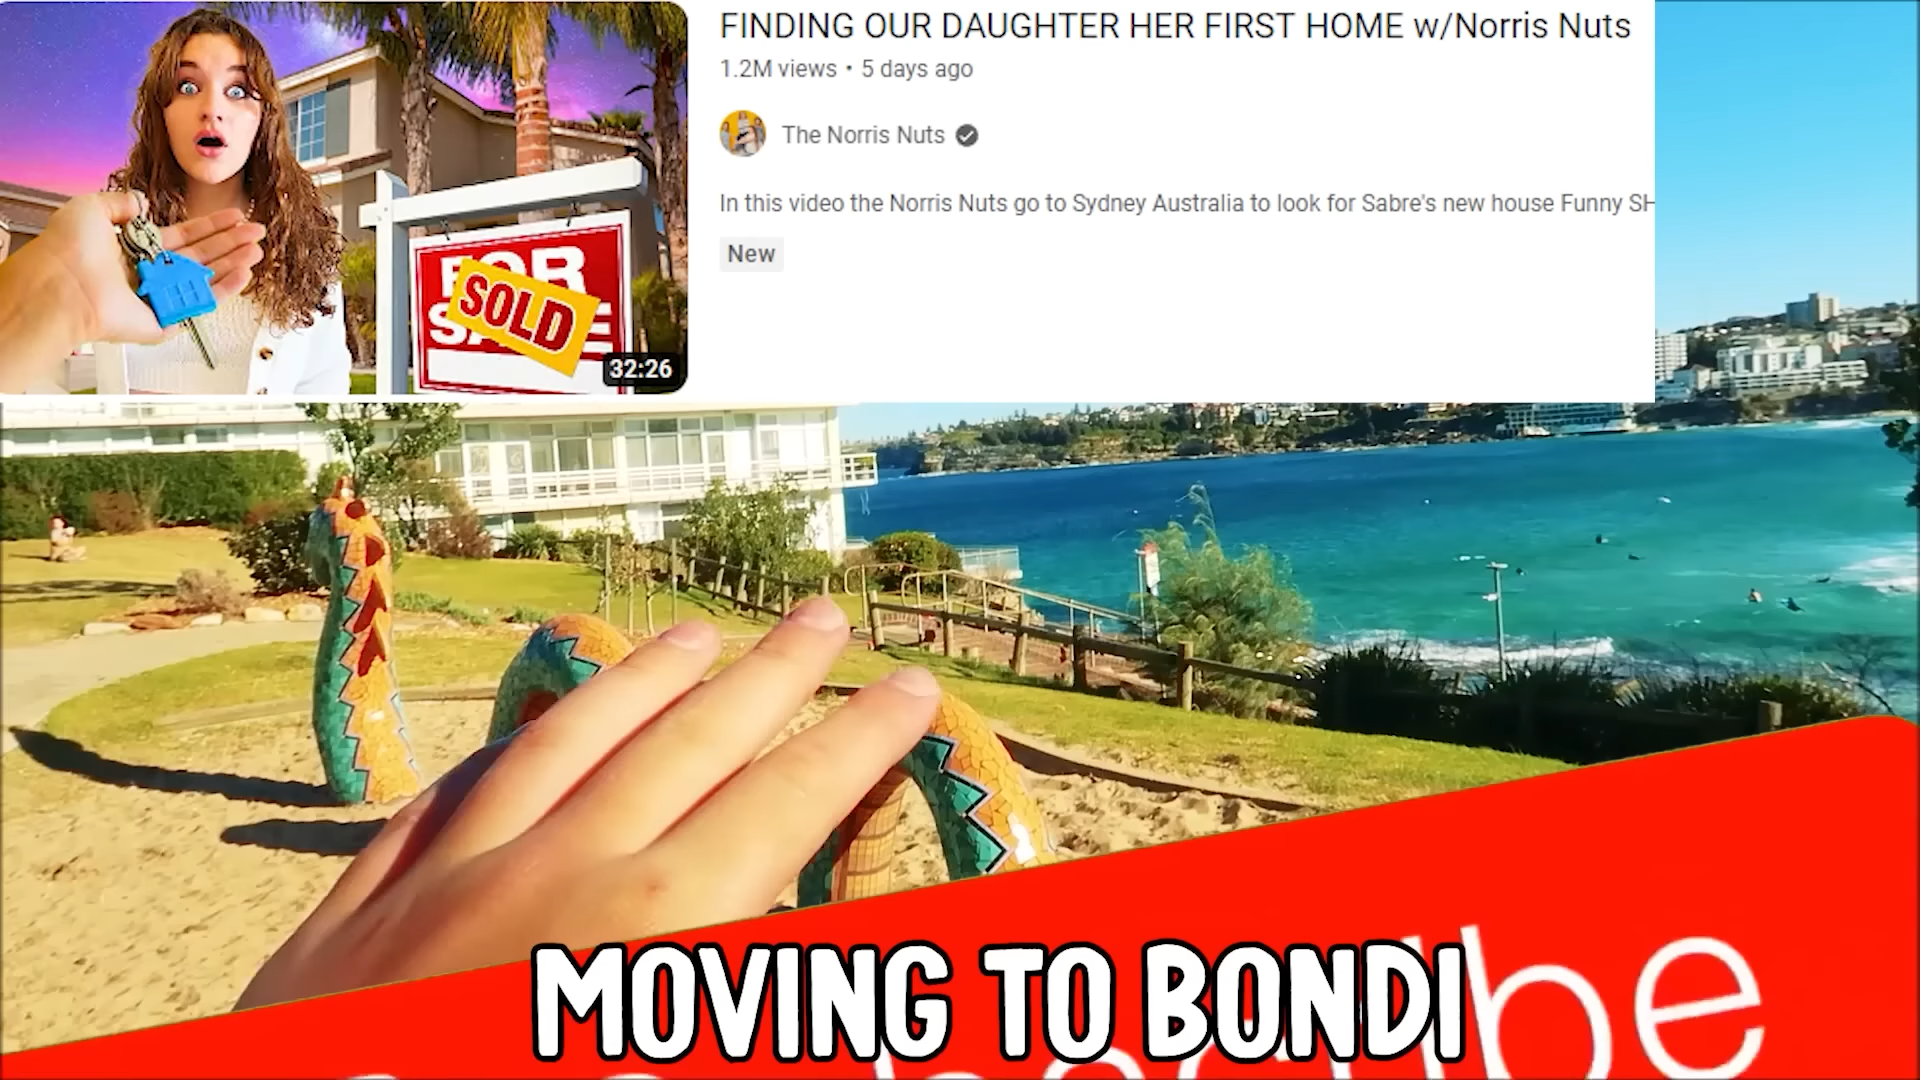 FINDING OUR DAUGHTER HER FIRST HOME w/Norris Nuts
1.2M views • 5 days ago
The Norris Nuts
In this video the Norris Nuts go to Sydney Australia to look for Sabre's new house Funny SH
New
FOR
SOLD
32:26
MOVING TO BONDI